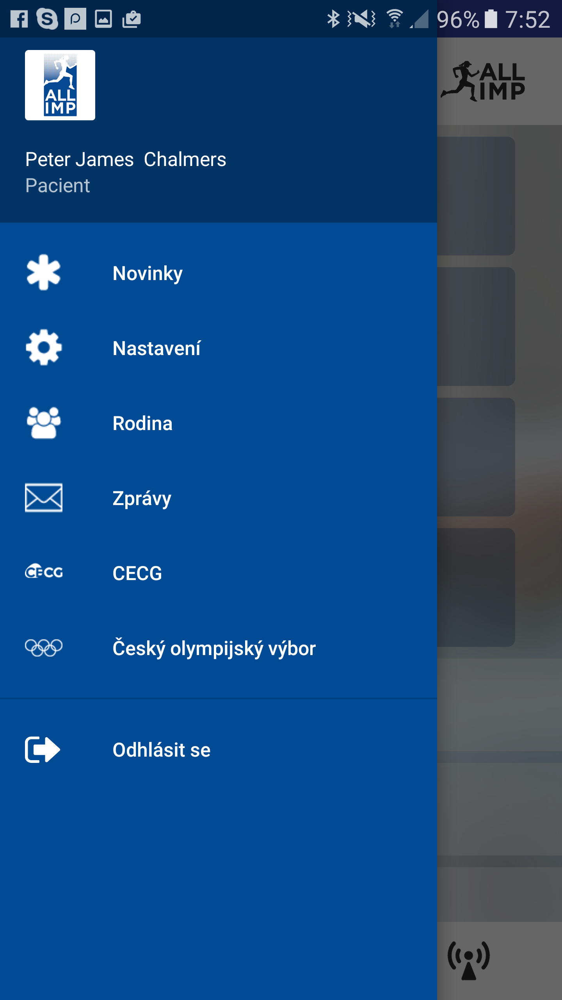 96% 7:52
ALL
IMP
ALL
IMP
Peter James  Chalmers
Pacient
Novinky
Nastavení
Rodina
Zprávy
CECG
CECG
Český olympijský výbor
Odhlásit se